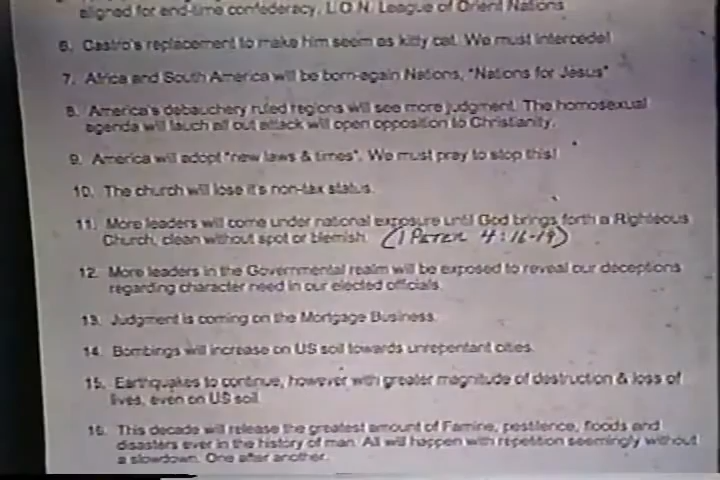 aligned for end-time confederacy. L.O.N. League of Orient Nations
6. Castro's replacement to make him seem as kitty cat. We must intercede!
7. Africa and South America will be born-again Nations, "Nations for Jesus"
8. America's debauchery ruled regions will see more judgment. The homosexual
agenda will lauch all out attack will open opposition to Christianity.
9. America will adopt "new laws & times". We must pray to stop this!
10. The church will lose it's non-tax status.
11. More leaders will come under national exposure until God brings forth a Righteous
Church, clean without spot or blemish. (1 PETER 4:16-19)
12. More leaders in the Governmental realm will be exposed to reveal our deceptions
regarding character need in our elected officials.
13. Judgment is coming on the Mortgage Business.
14. Bombings will increase on US soil towards unrepentant cities.
15. Earthquakes to continue, however with greater magnitude of destruction & loss of
lives, even on US soil.
16. This decade will release the greatest amount of Famine, pestilence, floods and
disasters ever in the history of man. All will happen with repetition seemingly without
a slowdown. One after another.